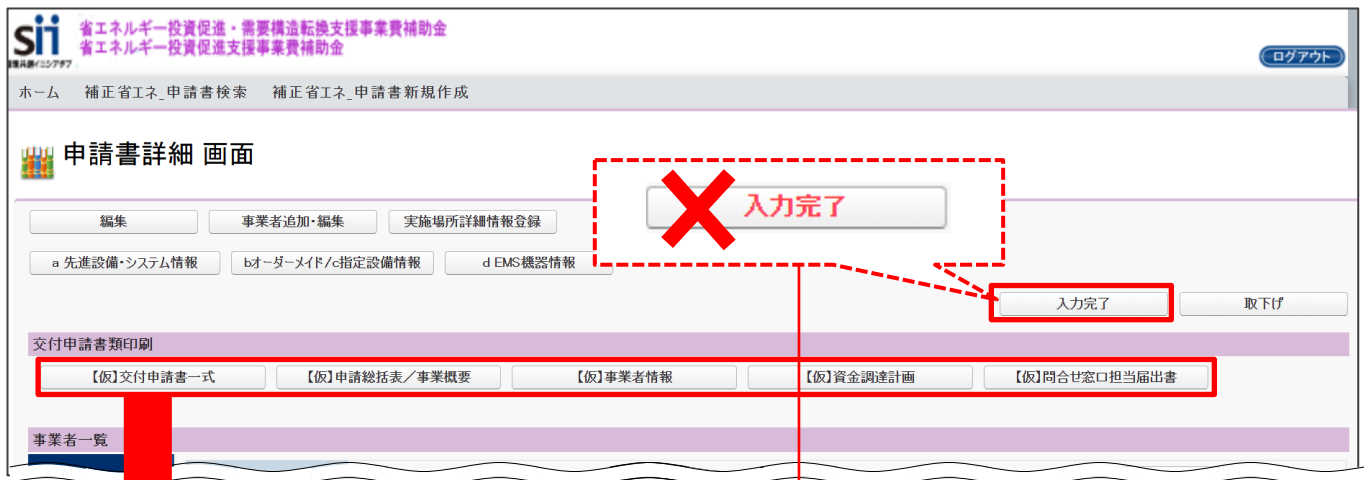 sii
省エネルギー投資促進・需要構造転換支援事業費補助金
省エネルギー投資促進支援事業費補助金
ログアウト
ホーム 補正省エネ_申請書検索 補正省エネ_申請書新規作成
申請書詳細 画面
入力完了
編集 事業者追加・編集 実施場所詳細情報登録
a 先進設備・システム情報 bオーダーメイド/c指定設備情報 d EMS機器情報
入力完了 取下げ
交付申請書類印刷
【仮】交付申請書一式 【仮】申請総括表／事業概要 【仮】事業者情報 【仮】資金調達計画 【仮】問合せ窓口担当届出書
事業者一覧